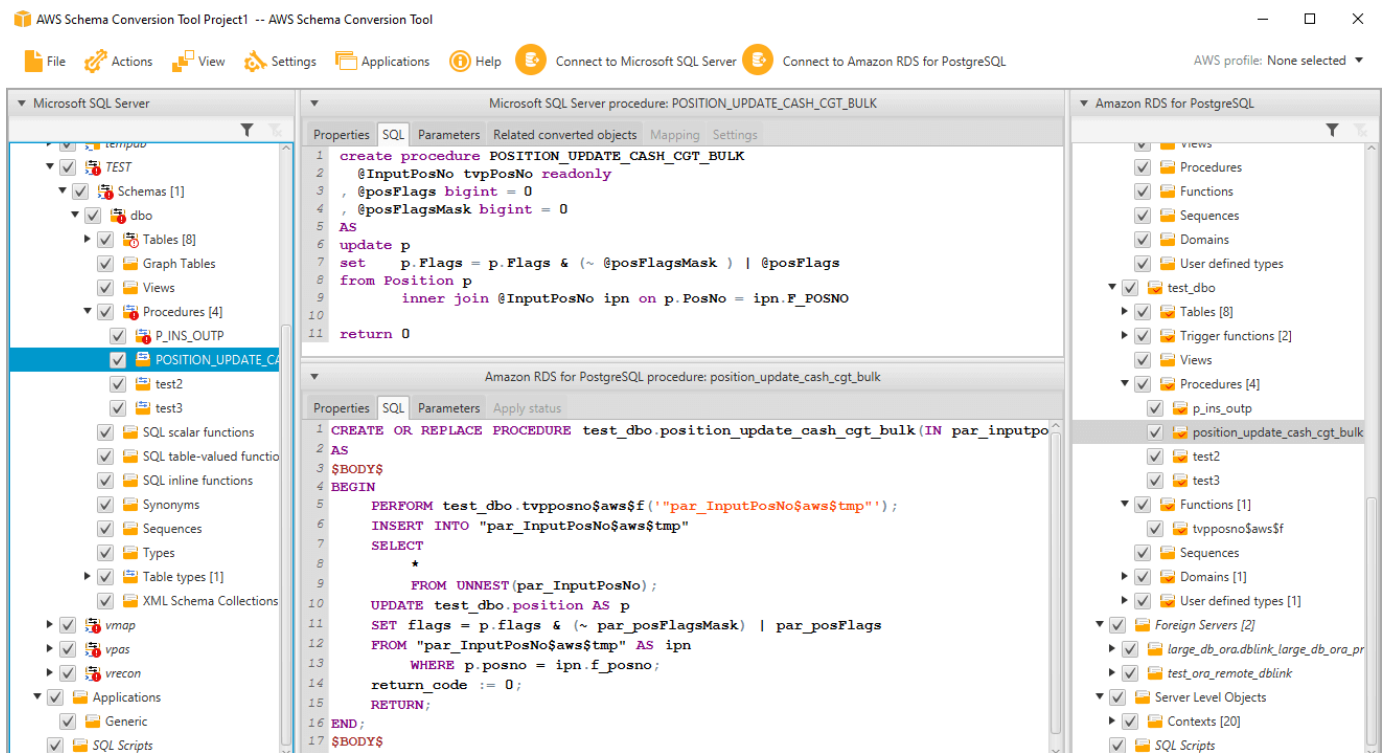 AWS Schema Conversion Tool Project1 -- AWS Schema Conversion Tool
File Actions View Settings Applications Help Connect to Microsoft SQL Server Connect to Amazon RDS for PostgreSQL AWS profile: None selected
Microsoft SQL Server
tempdb
TEST
Schemas [1]
dbo
Tables [8]
Graph Tables
Views
Procedures [4]
P_INS_OUTP
POSITION_UPDATE_CA
test2
test3
SQL scalar functions
SQL table-valued functio
SQL inline functions
Synonyms
Sequences
Types
Table types [1]
XML Schema Collections
vmap
vpas
vrecon
Applications
Generic
SQL Scripts
Microsoft SQL Server procedure: POSITION_UPDATE_CASH_CGT_BULK
Properties SQL Parameters Related converted objects Mapping Settings
1 create procedure POSITION_UPDATE_CASH_CGT_BULK
2 @InputPosNo tvpPosNo readonly
3 , @posFlags bigint = 0
4 , @posFlagsMask bigint = 0
5 AS
6 update p
7 set p.Flags = p.Flags & (~ @posFlagsMask ) | @posFlags
8 from Position p
9 inner join @InputPosNo ipn on p.PosNo = ipn.F_POSNO
10
11 return 0
Amazon RDS for PostgreSQL procedure: position_update_cash_cgt_bulk
Properties SQL Parameters Apply status
1 CREATE OR REPLACE PROCEDURE test_dbo.position_update_cash_cgt_bulk(IN par_inputpo
2 AS
3 $BODY$
4 BEGIN
5 PERFORM test_dbo.tvpposno$aws$f('"par_InputPosNo$aws$tmp"');
6 INSERT INTO "par_InputPosNo$aws$tmp"
7 SELECT
8 *
9 FROM UNNEST(par_InputPosNo);
10 UPDATE test_dbo.position AS p
11 SET flags = p.flags & (~ par_posFlagsMask) | par_posFlags
12 FROM "par_InputPosNo$aws$tmp" AS ipn
13 WHERE p.posno = ipn.f_posno;
14 return_code := 0;
15 RETURN;
16 END;
17 $BODY$
Amazon RDS for PostgreSQL
Views
Procedures
Functions
Sequences
Domains
User defined types
test_dbo
Tables [8]
Trigger functions [2]
Views
Procedures [4]
p_ins_outp
position_update_cash_cgt_bulk
test2
test3
Functions [1]
tvpposno$aws$f
Sequences
Domains [1]
User defined types [1]
Foreign Servers [2]
large_db_ora.dblink_large_db_ora_pr
test_ora_remote_dblink
Server Level Objects
Contexts [20]
SQL Scripts